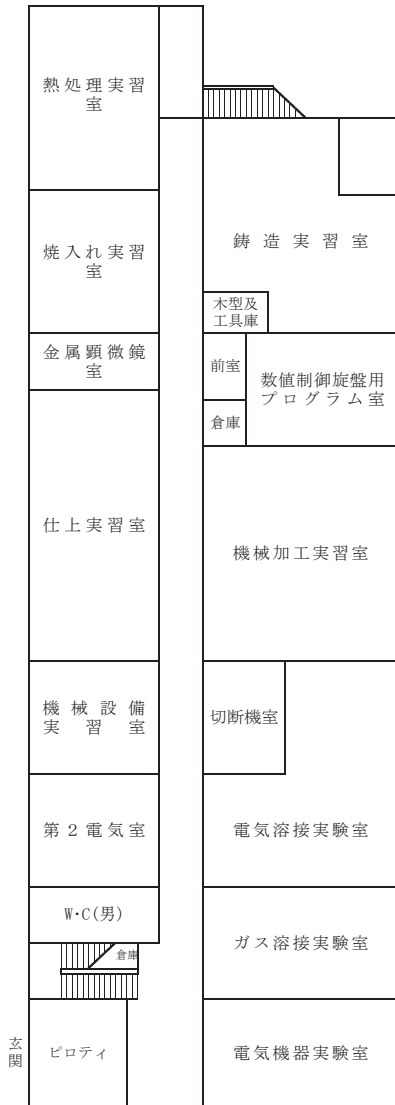 熱処理実習
室
焼入れ実習
室
鋳造実習室
木型及
工具庫
金属顕微鏡
室
前室
数値制御旋盤用
プログラム室
倉庫
仕上実習室
機械加工実習室
機械設備
実習室
切断機室
第2電気室
電気溶接実験室
W・C(男)
倉庫
ガス溶接実験室
玄関
ピロティ
電気機器実験室